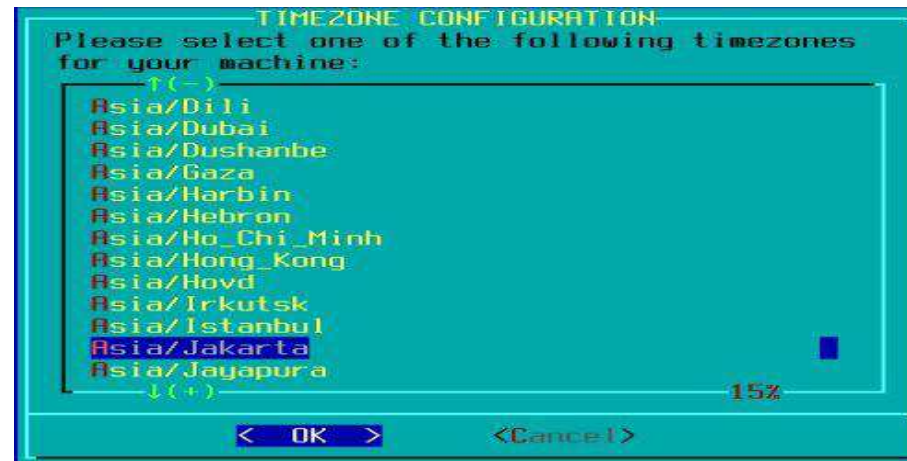 TIMEZONE CONFIGURATION
Please select one of the following timezones
for your machine:
↑(-)
Asia/Dili
Asia/Dubai
Asia/Dushanbe
Asia/Gaza
Asia/Harbin
Asia/Hebron
Asia/Ho_Chi_Minh
Asia/Hong_Kong
Asia/Hovd
Asia/Irkutsk
Asia/Istanbul
Asia/Jakarta
Asia/Jayapura
↓(+)
15%
< OK > <Cancel>